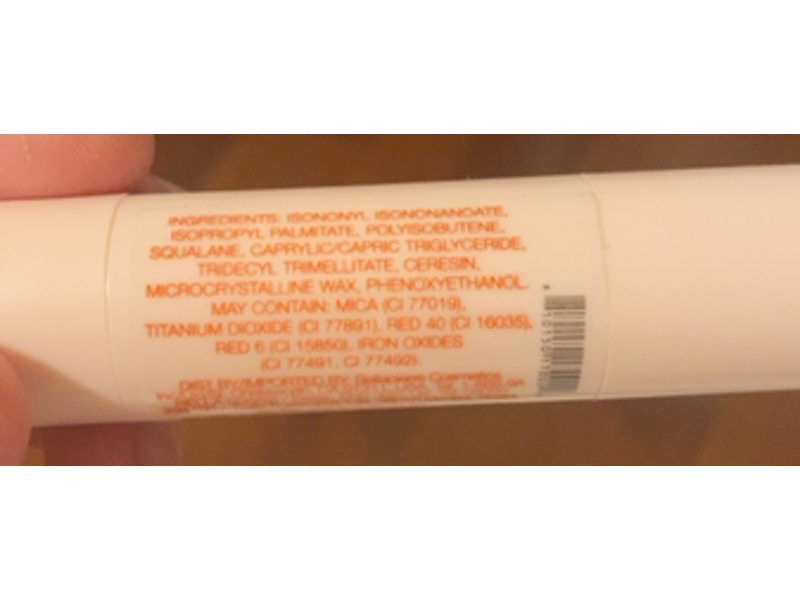 INGREDIENTS: ISONONYL ISONONANOATE,
ISOPROPYL PALMITATE, POLYISOBUTENE,
SQUALANE, CAPRYLIC/CAPRIC TRIGLYCERIDE,
TRIDECYL TRIMELLITATE, CERESIN,
MICROCRYSTALLINE WAX, PHENOXYETHANOL.
MAY CONTAIN: MICA (CI 77019),
TITANIUM DIOXIDE (CI 77891), RED 40 (CI 16035),
RED 6 (CI 15850), IRON OXIDES
(CI 77491, CI 77492).
DIST. BY/IMPORTED BY: Cosmetics